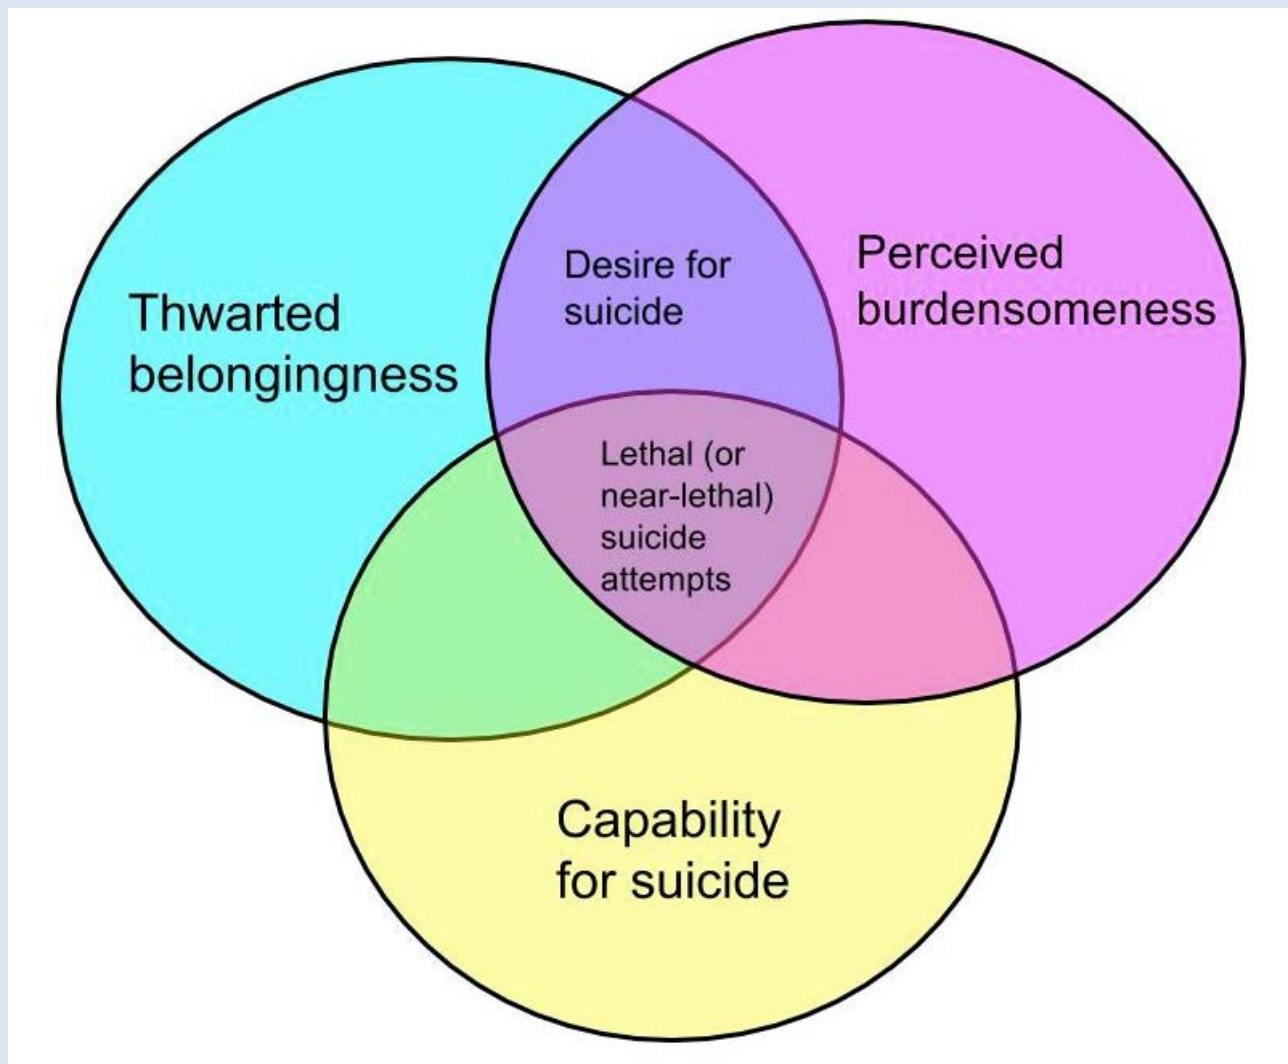 Thwarted
belongingness
Desire for
suicide
Perceived
burdensomeness
Lethal (or
near-lethal)
suicide
attempts
Capability
for suicide